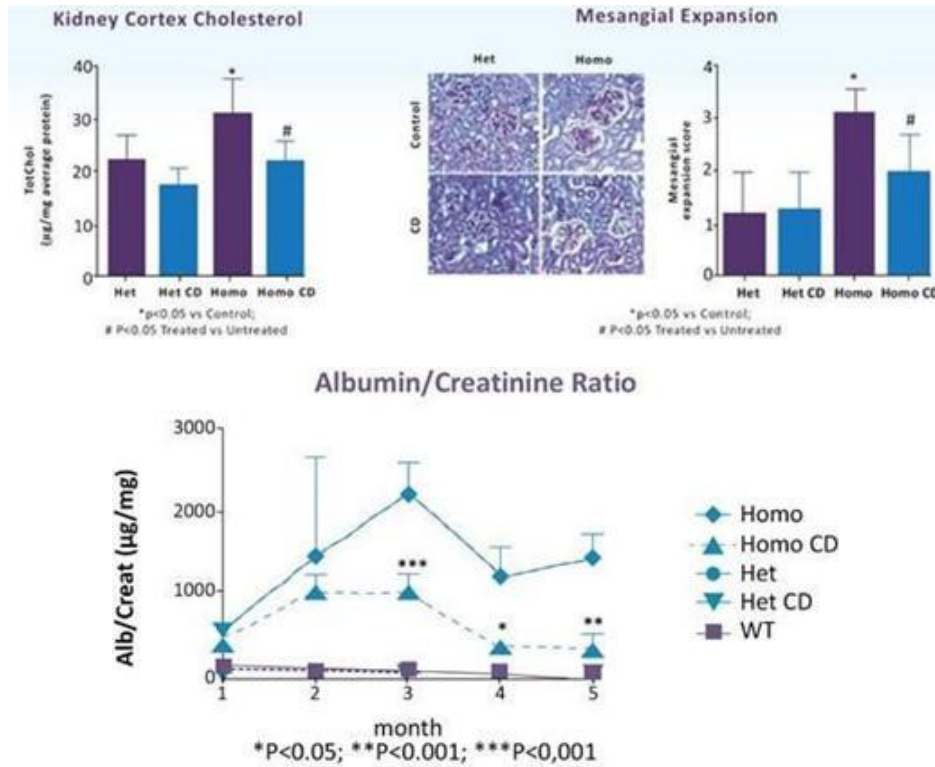 Kidney Cortex Cholesterol
40
30
20
10
0
TotChol
(µg/mg average protein)
*
#
Het
Het CD
Homo
Homo CD
*p<0.05 vs Control;
# P<0.05 Treated vs Untreated
Mesangial Expansion
Het
Homo
Control
CD
4
3
2
1
0
Mesangial
expansion score
*
#
Het
Het CD
Homo
Homo CD
*p<0.05 vs Control;
# P<0.05 Treated vs Untreated
Albumin/Creatinine Ratio
3000
2000
1000
0
Alb/Creat (µg/mg)
***
*
**
1 2 3 4 5
month
*P<0.05; **P<0.001; ***P<0,001
Homo
Homo CD
Het
Het CD
WT